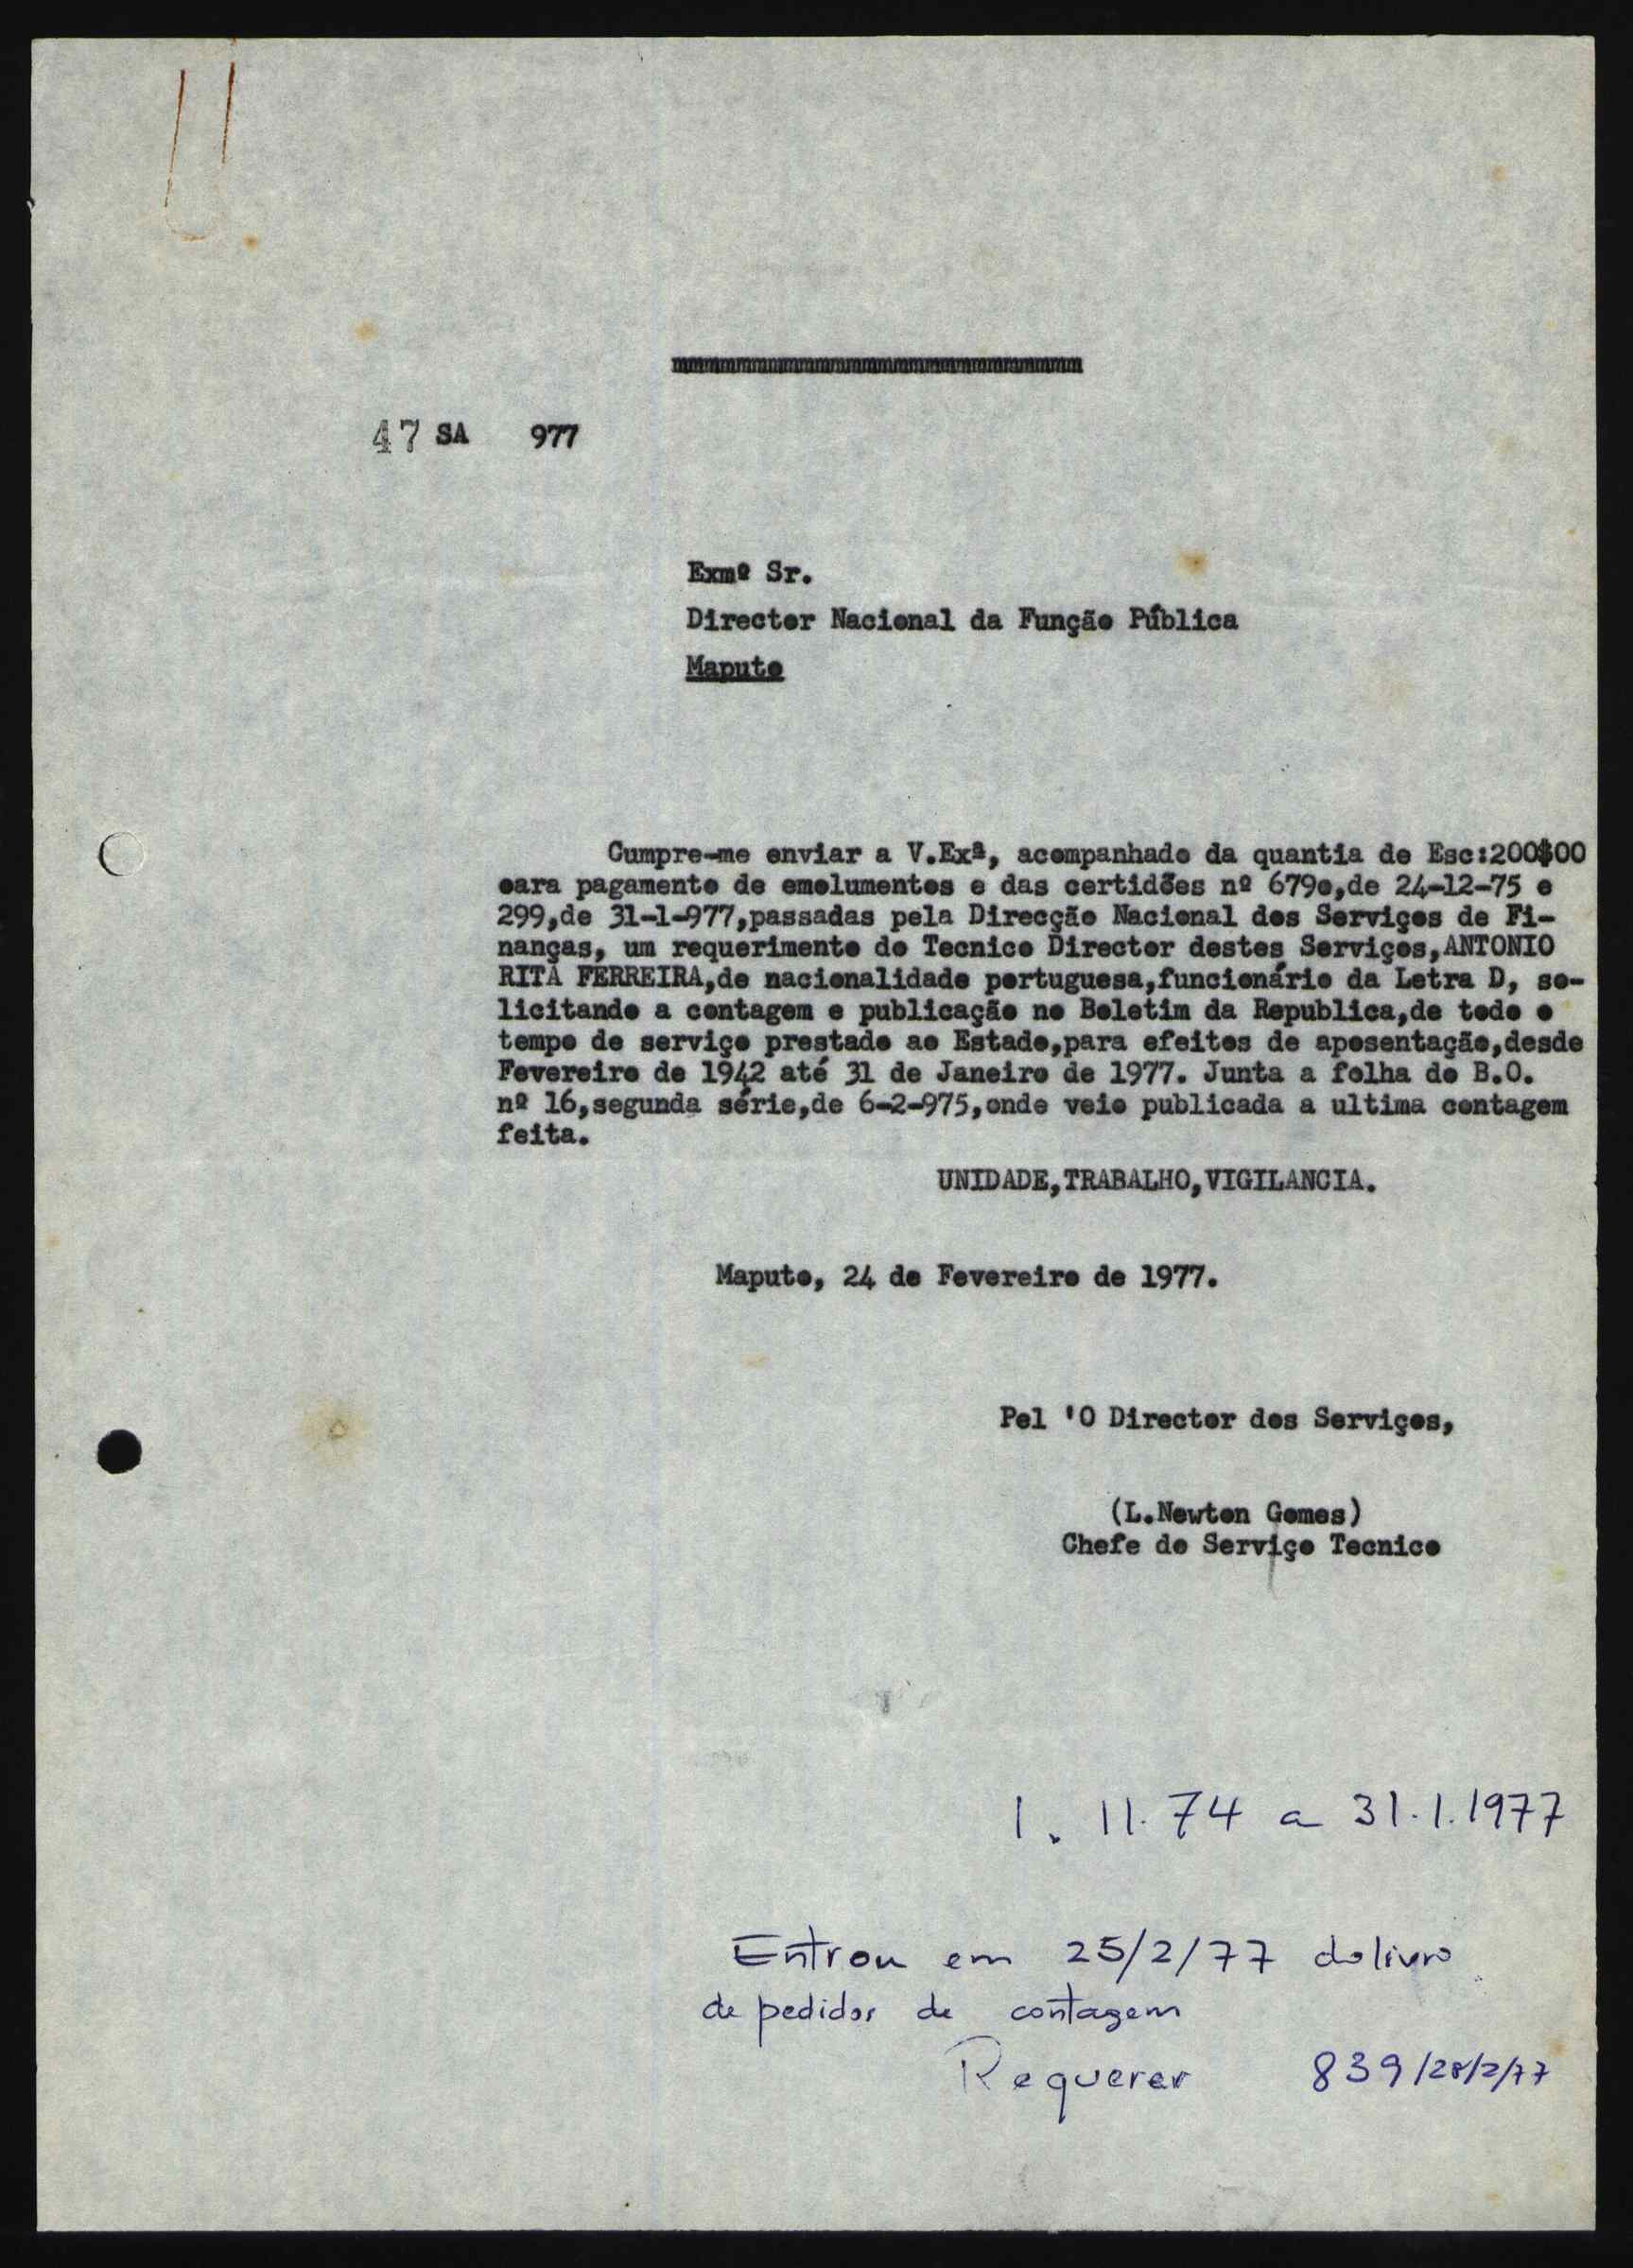 47 SA 977
Exmº Sr.
Director Nacional da Função Pública
Maputo
Cumpre-me enviar a V.Exª, acompanhado da quantia de Esc:200$00
oara pagamento de emolumentos e das certidões nº 679o,de 24-12-75 e
299,de 31-1-977,passadas pela Direcção Nacional dos Serviços de Fi-
nanças, um requerimento do Tecnico Director destes Serviços,ANTONIO
RITA FERREIRA,de nacionalidade portuguesa,funcionário da Letra D, so-
licitando a contagem e publicação no Boletim da Republica,de todo o
tempo de serviço prestado ao Estado,para efeitos de aposentação,desde
Fevereiro de 1942 até 31 de Janeiro de 1977. Junta a folha do B.O.
nº 16,segunda série,de 6-2-975,onde veio publicada a ultima contagem
feita.
UNIDADE,TRABALHO,VIGILANCIA.
Maputo, 24 de Fevereiro de 1977.
Pel 'O Director dos Serviços,
(L.Newton Gomes)
Chefe do Serviço Tecnico
1. 11.74 a 31.1.1977
Entrou em 25/2/77 do livro
de pedidos de contagem
Requerer 839/28/2/77